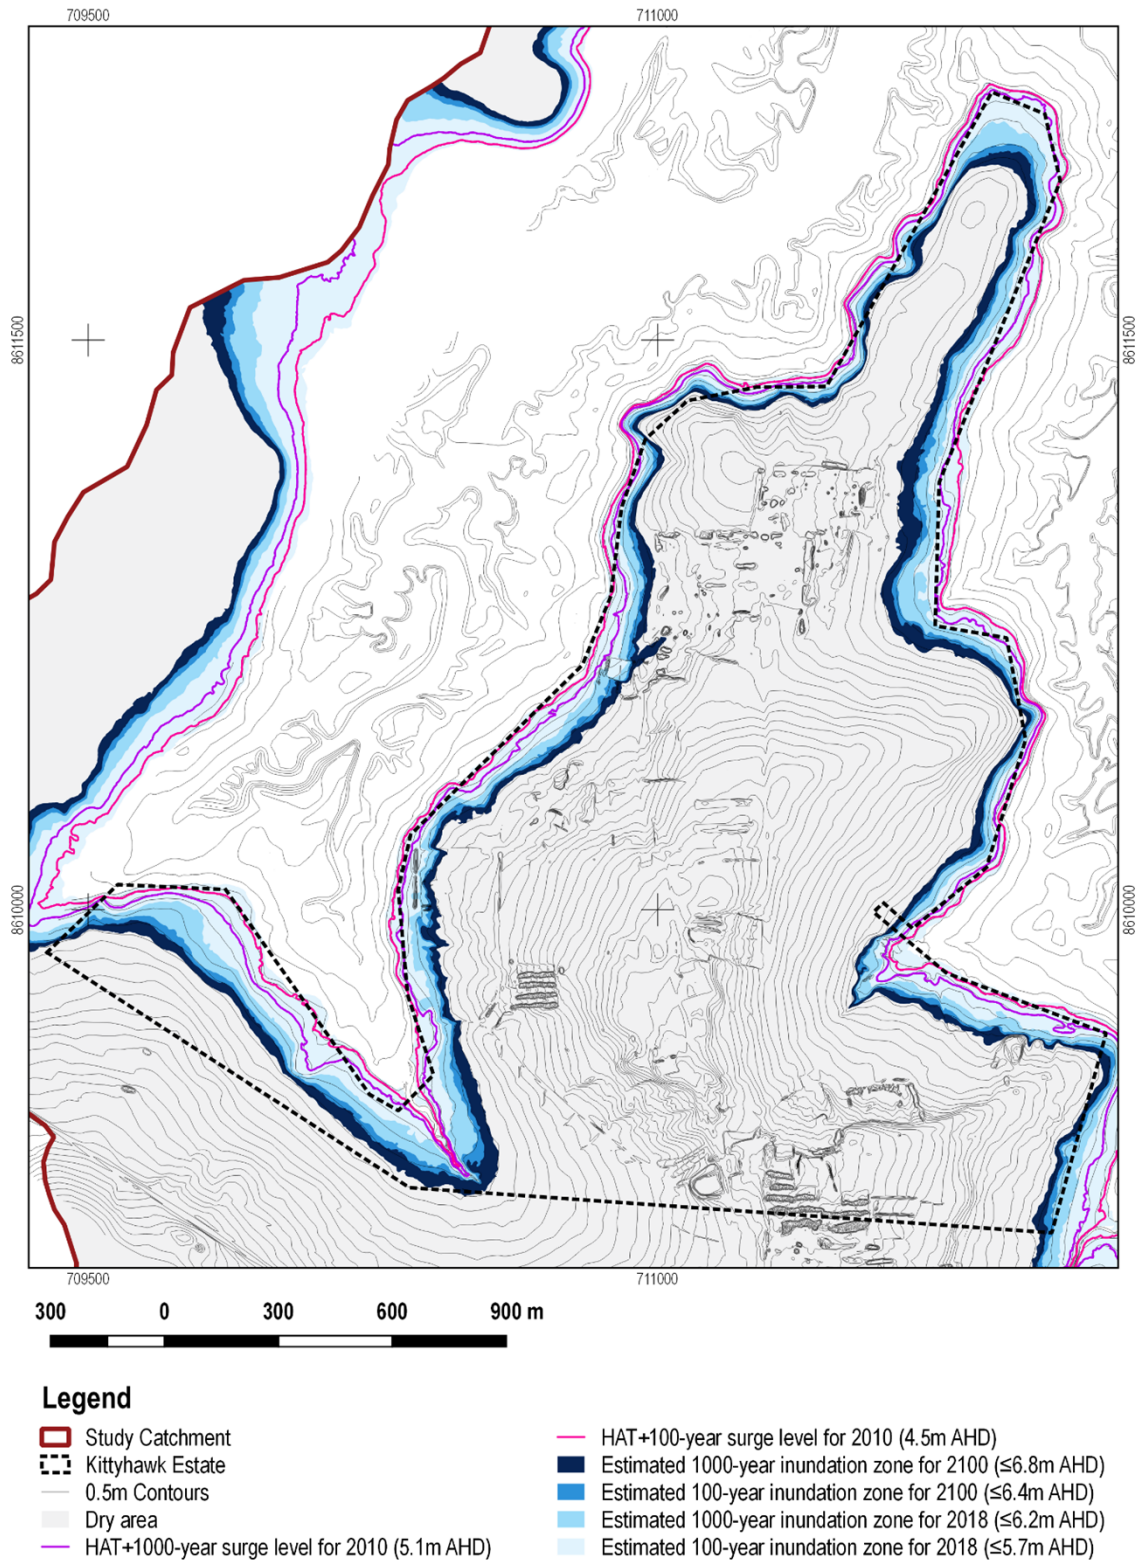 709500 711000
8611500 8611500
8610000 8610000
709500 711000
300 0 300 600 900 m
Legend
Study Catchment
Kittyhawk Estate
0.5m Contours
Dry area
HAT+1000-year surge level for 2010 (5.1m AHD)
HAT+100-year surge level for 2010 (4.5m AHD)
Estimated 1000-year inundation zone for 2100 (≤6.8m AHD)
Estimated 100-year inundation zone for 2100 (≤6.4m AHD)
Estimated 1000-year inundation zone for 2018 (≤6.2m AHD)
Estimated 100-year inundation zone for 2018 (≤5.7m AHD)